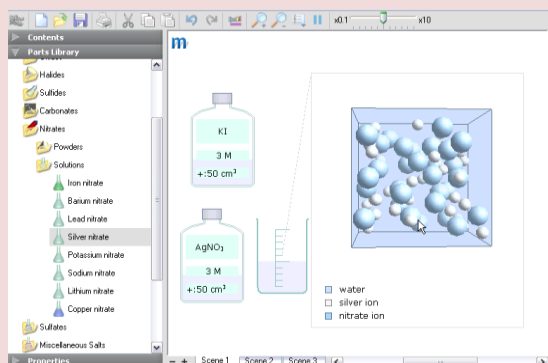 x0.1 x10
Contents
Parts Library
Halides
Sulfides
Carbonates
Nitrates
Powders
Solutions
Iron nitrate
Barium nitrate
Lead nitrate
Silver nitrate
Potassium nitrate
Sodium nitrate
Lithium nitrate
Copper nitrate
Sulfates
Miscellaneous Salts
Properties
m
KI
3 M
+:50 cm³
AgNO₃
3 M
+:50 cm³
water
silver ion
nitrate ion
Scene 1 Scene 2 Scene 3